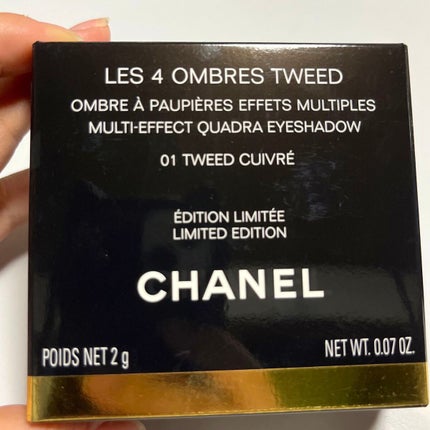 LES 4 OMBRES TWEED
OMBRE À PAUPIÈRES EFFETS MULTIPLES
MULTI-EFFECT QUADRA EYESHADOW
01 TWEED CUIVRÉ
ÉDITION LIMITÉE
LIMITED EDITION
CHANEL
POIDS NET 2 g NET WT. 0.07 OZ.